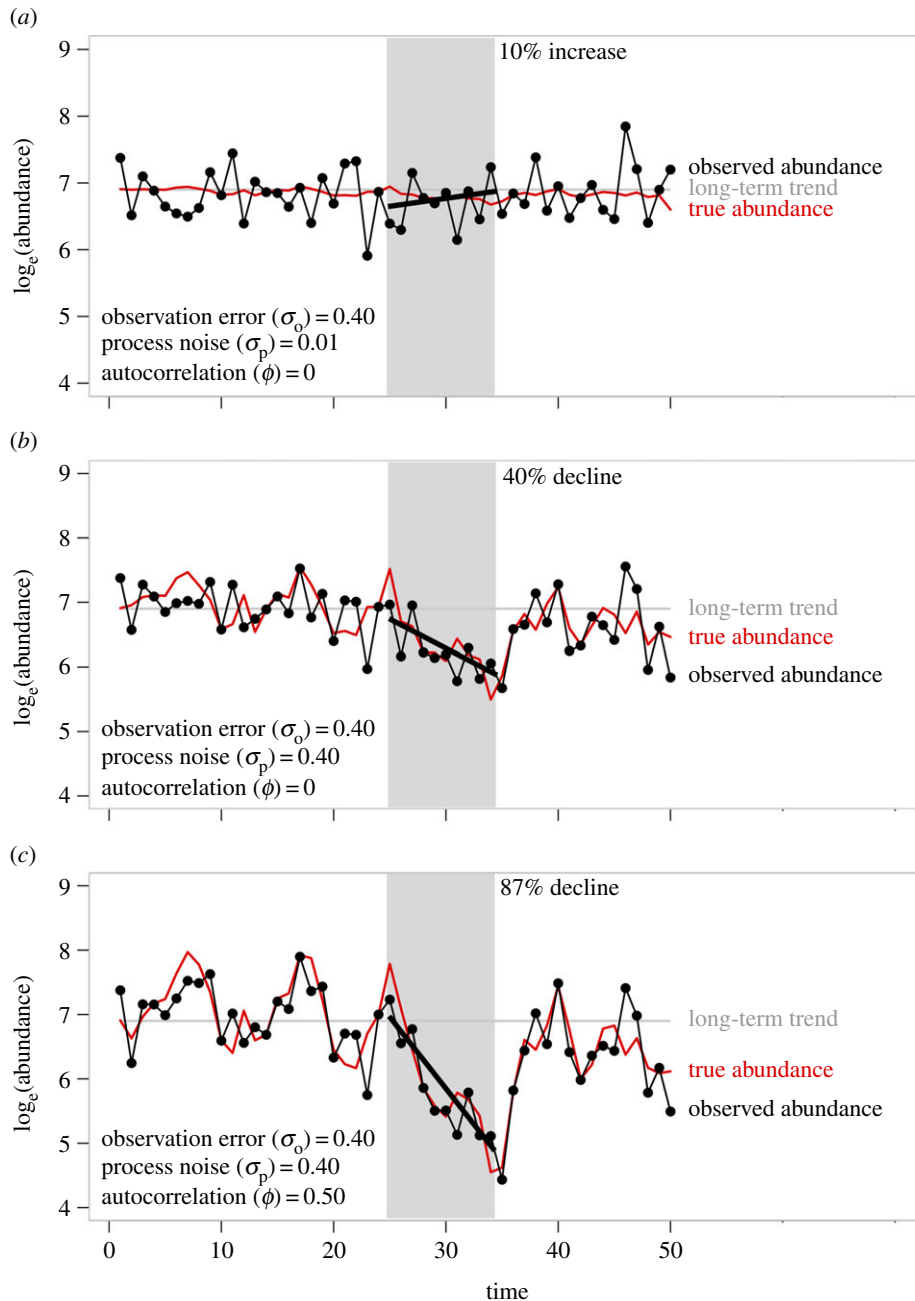 (a)
9
10% increase
8
observed abundance
7
long-term trend
true abundance
6
log_e(abundance)
5
observation error (σ_o) = 0.40
process noise (σ_p) = 0.01
4
autocorrelation (ϕ) = 0
(b)
9
40% decline
8
7
long-term trend
true abundance
6
observed abundance
log_e(abundance)
5
observation error (σ_o) = 0.40
process noise (σ_p) = 0.40
4
autocorrelation (ϕ) = 0
(c)
9
87% decline
8
7
long-term trend
6
true abundance
observed abundance
log_e(abundance)
5
observation error (σ_o) = 0.40
process noise (σ_p) = 0.40
4
autocorrelation (ϕ) = 0.50
0 10 20 30 40 50
time